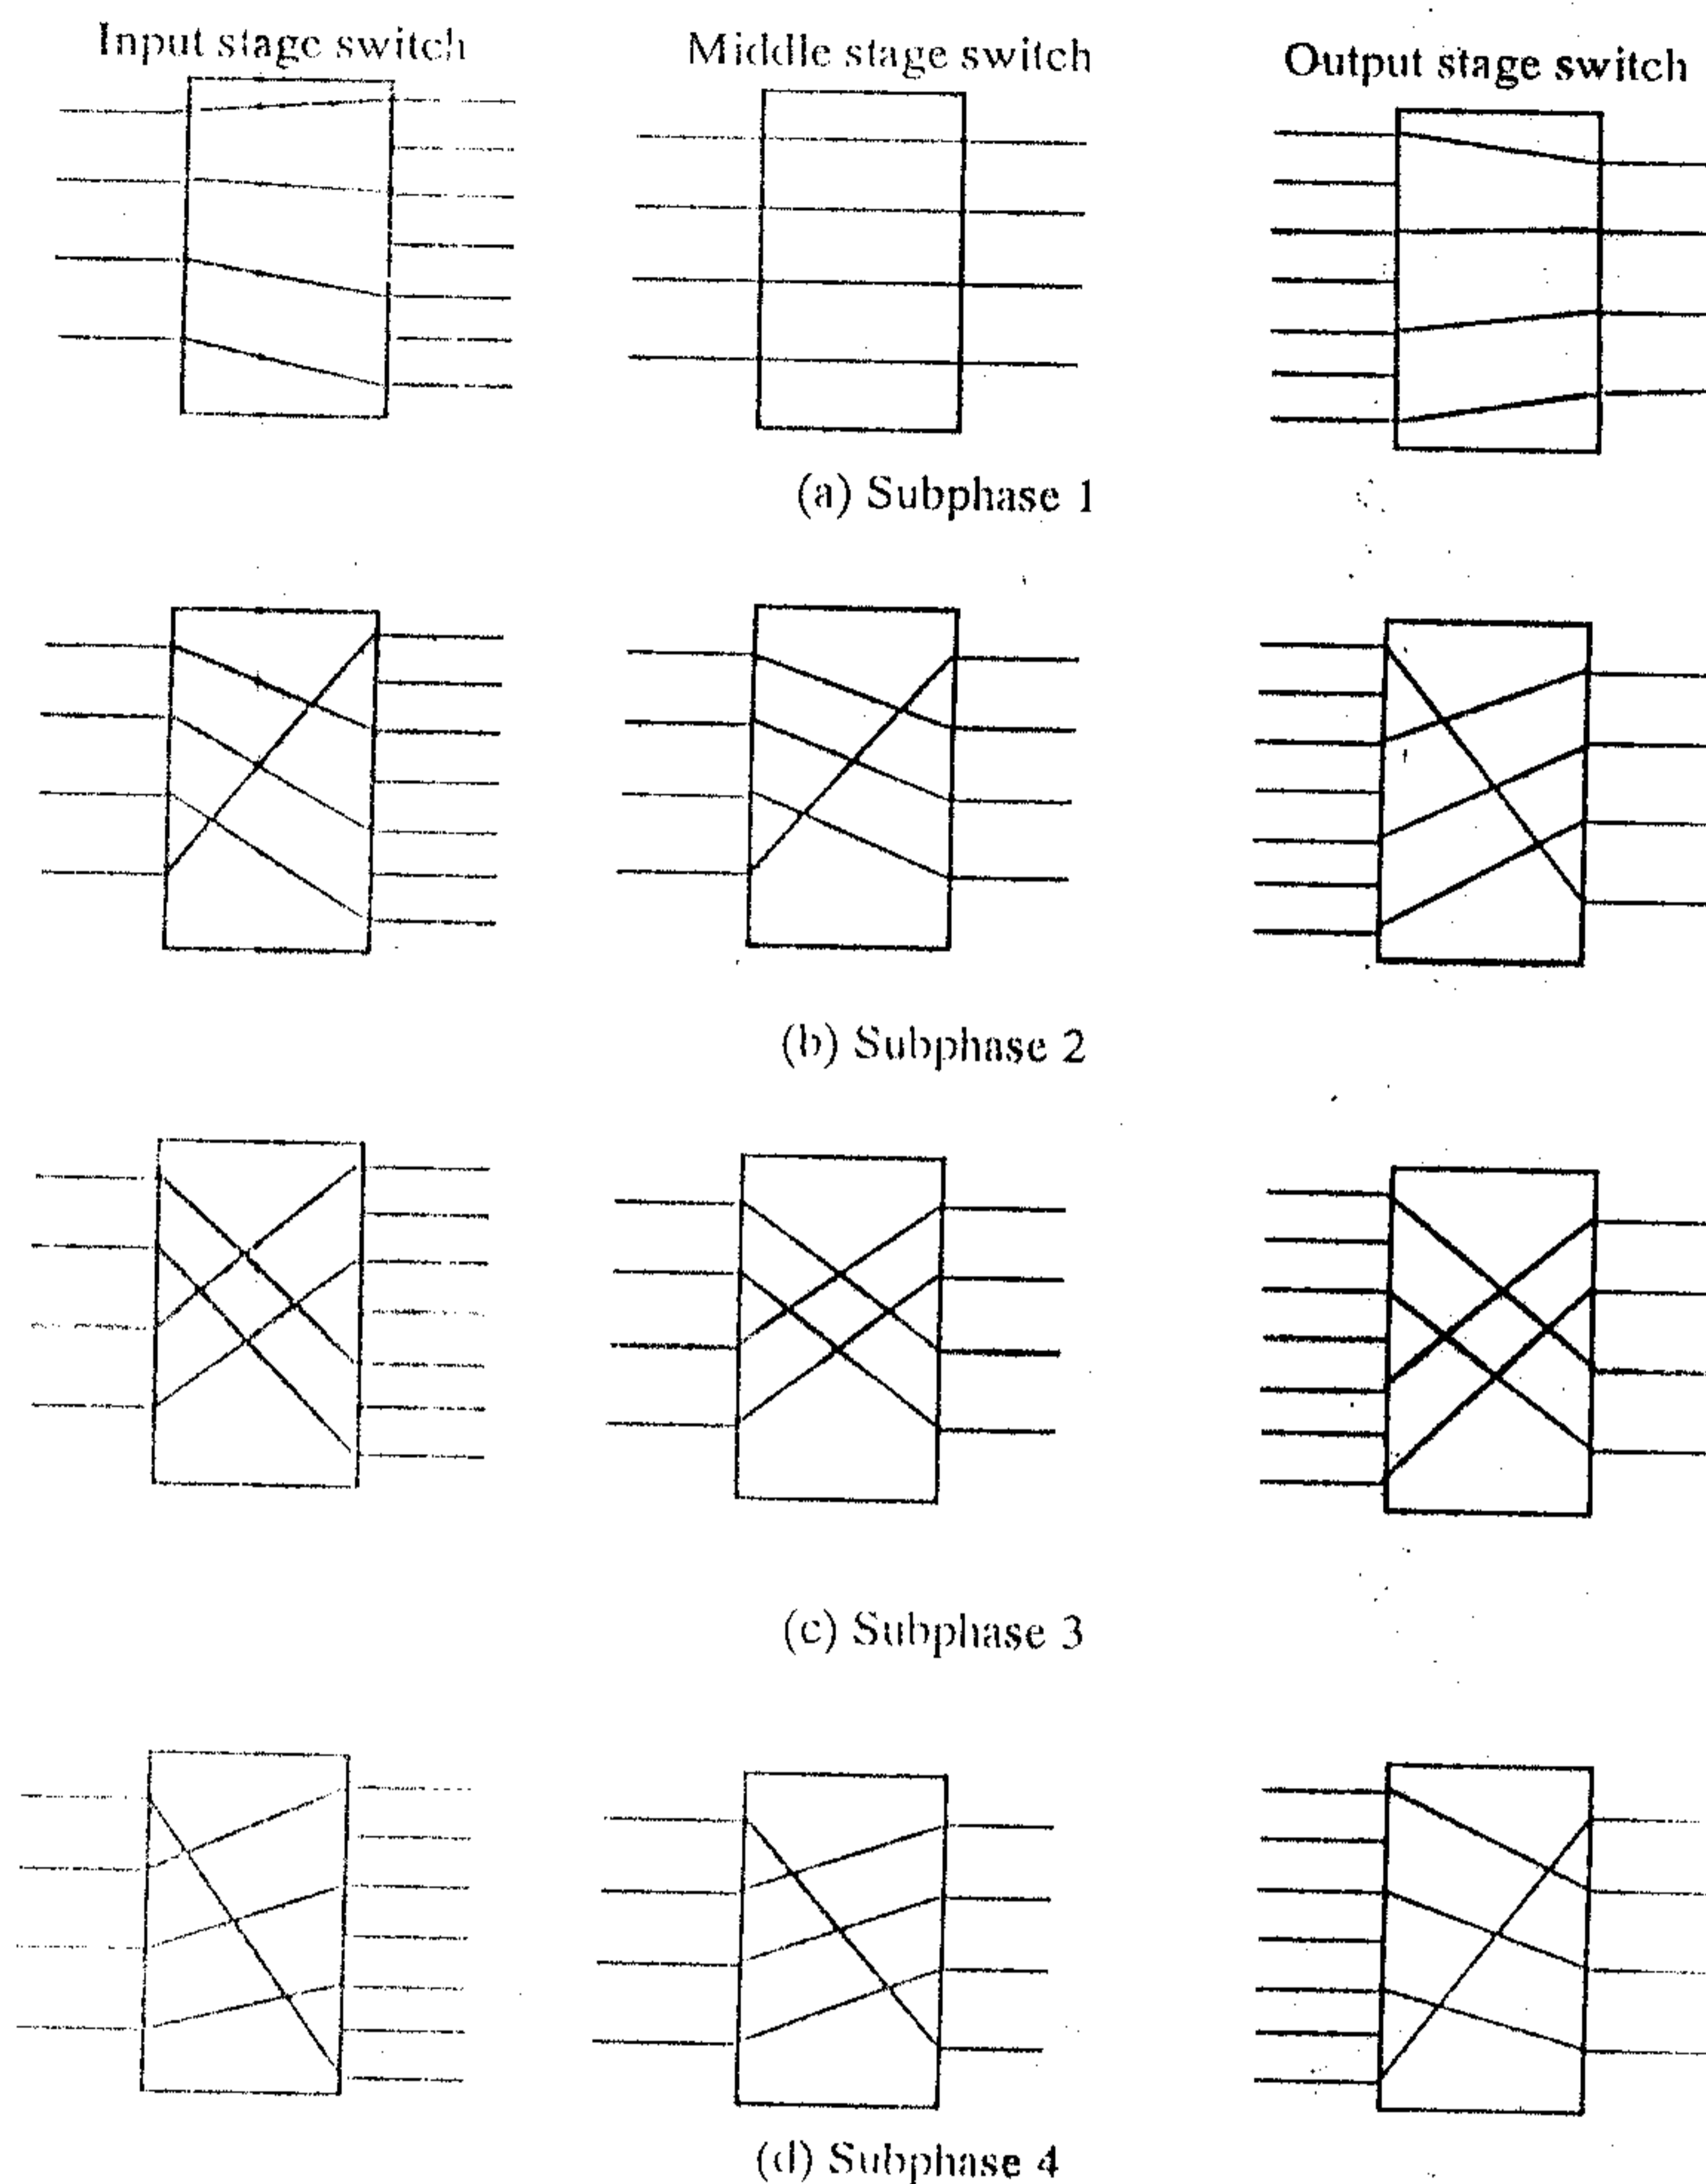 Input stage switch
Middle stage switch
Output stage switch
(a) Subphase 1
(b) Subphase 2
(c) Subphase 3
(d) Subphase 4